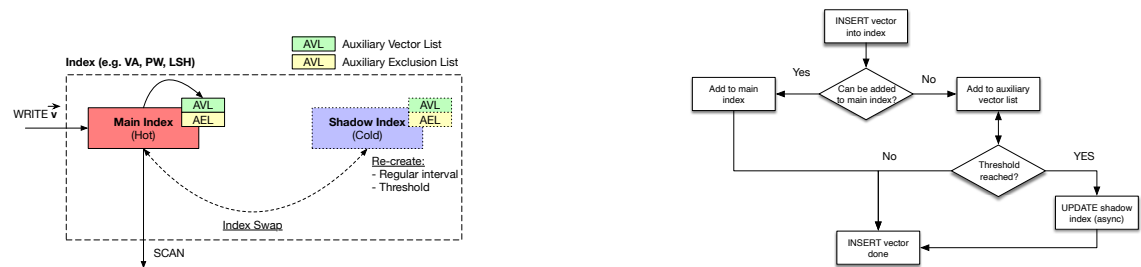 AVL Auxiliary Vector List
AVL Auxiliary Exclusion List
Index (e.g. VA, PW, LSH)
WRITE v
AVL
AEL
Main Index
(Hot)
AVL
AEL
Shadow Index
(Cold)
Re-create:
- Regular interval
- Threshold
Index Swap
SCAN
INSERT vector
into index
Yes
No
Can be added
to main index?
Add to main
index
Add to auxiliary
vector list
No
YES
Threshold
reached?
UPDATE shadow
index (async)
INSERT vector
done